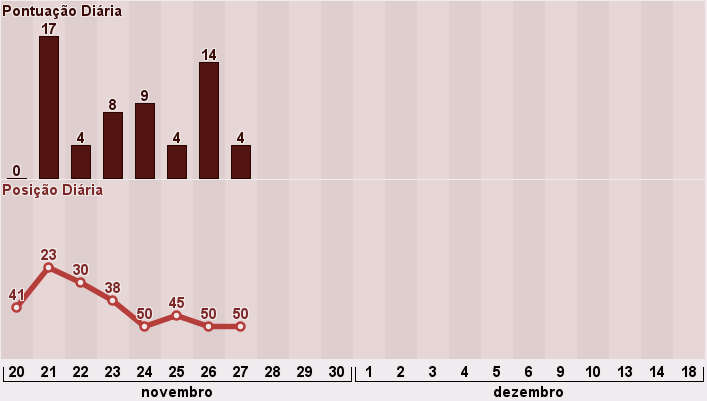 Pontuação Diária
0 17 4 8 9 4 14 4
Posição Diária
41 23 30 38 50 45 50 50
20 21 22 23 24 25 26 27 28 29 30 1 2 3 4 5 6 9 10 13 14 18
novembro dezembro